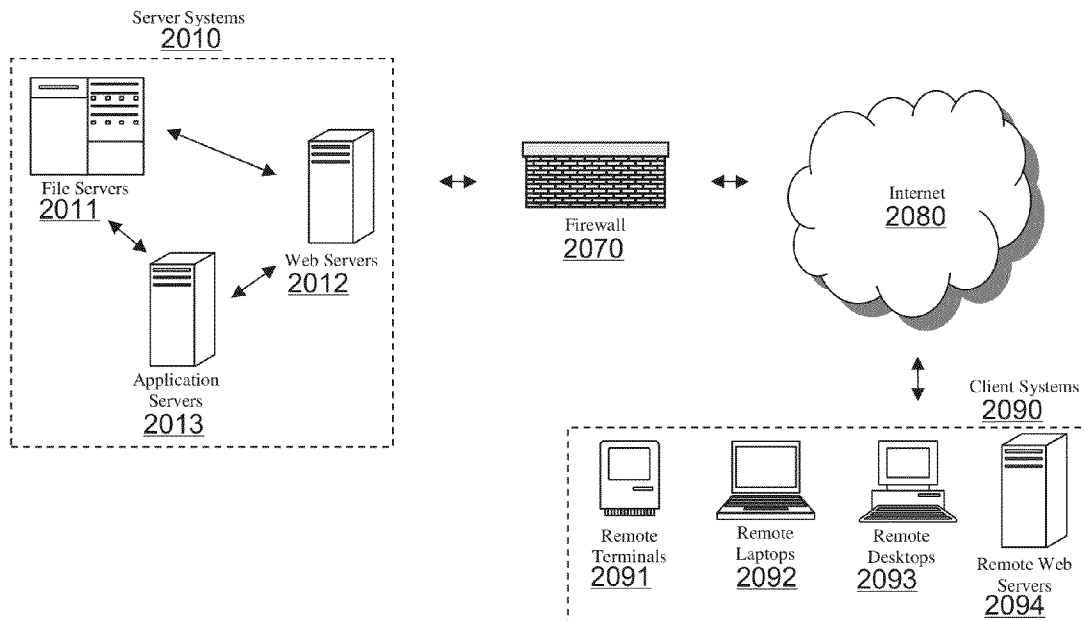 Server Systems
2010
File Servers
2011
Web Servers
2012
Application
Servers
2013
Firewall
2070
Internet
2080
Client Systems
2090
Remote
Terminals
2091
Remote
Laptops
2092
Remote
Desktops
2093
Remote Web
Servers
2094